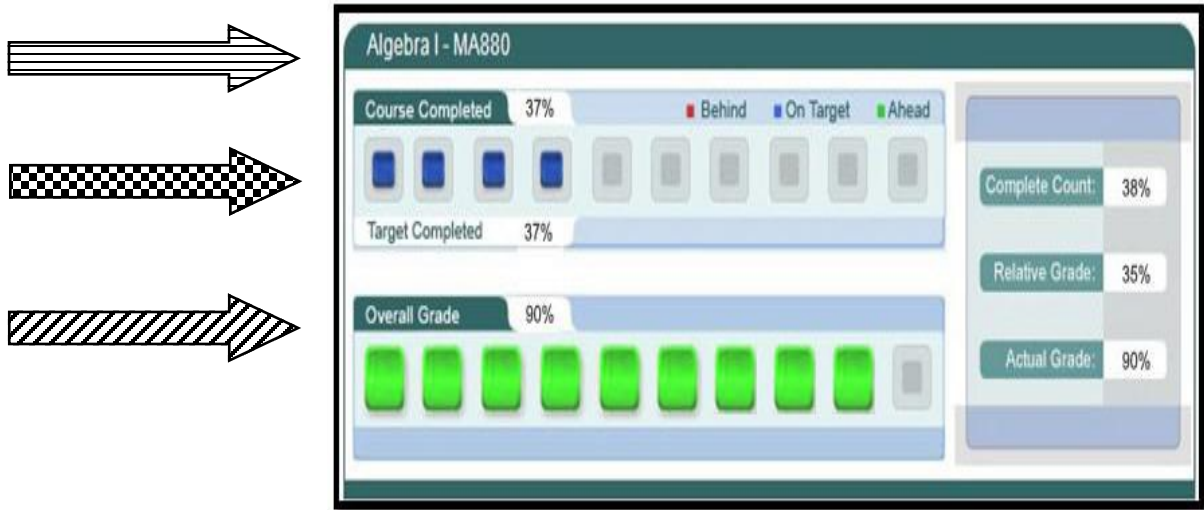 Algebra I - MA880
Course Completed 37% Behind On Target Ahead
Target Completed 37%
Overall Grade 90%
Complete Count: 38%
Relative Grade: 35%
Actual Grade: 90%